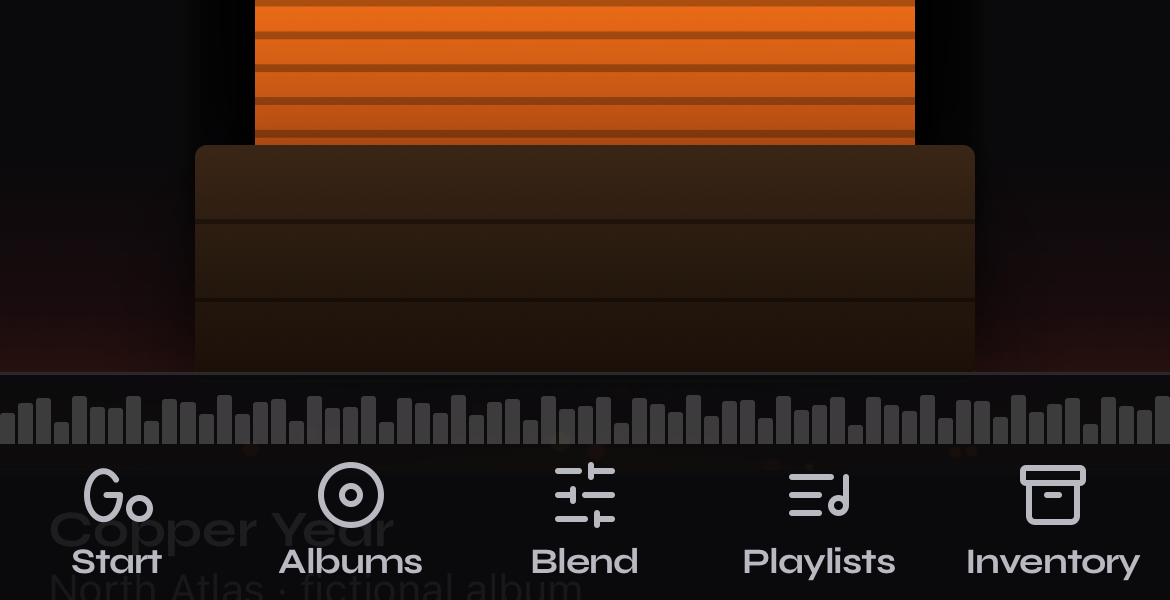 Go
Copper Year
Start
Albums
Blend
Playlists
Inventory
North Atlas · fictional album